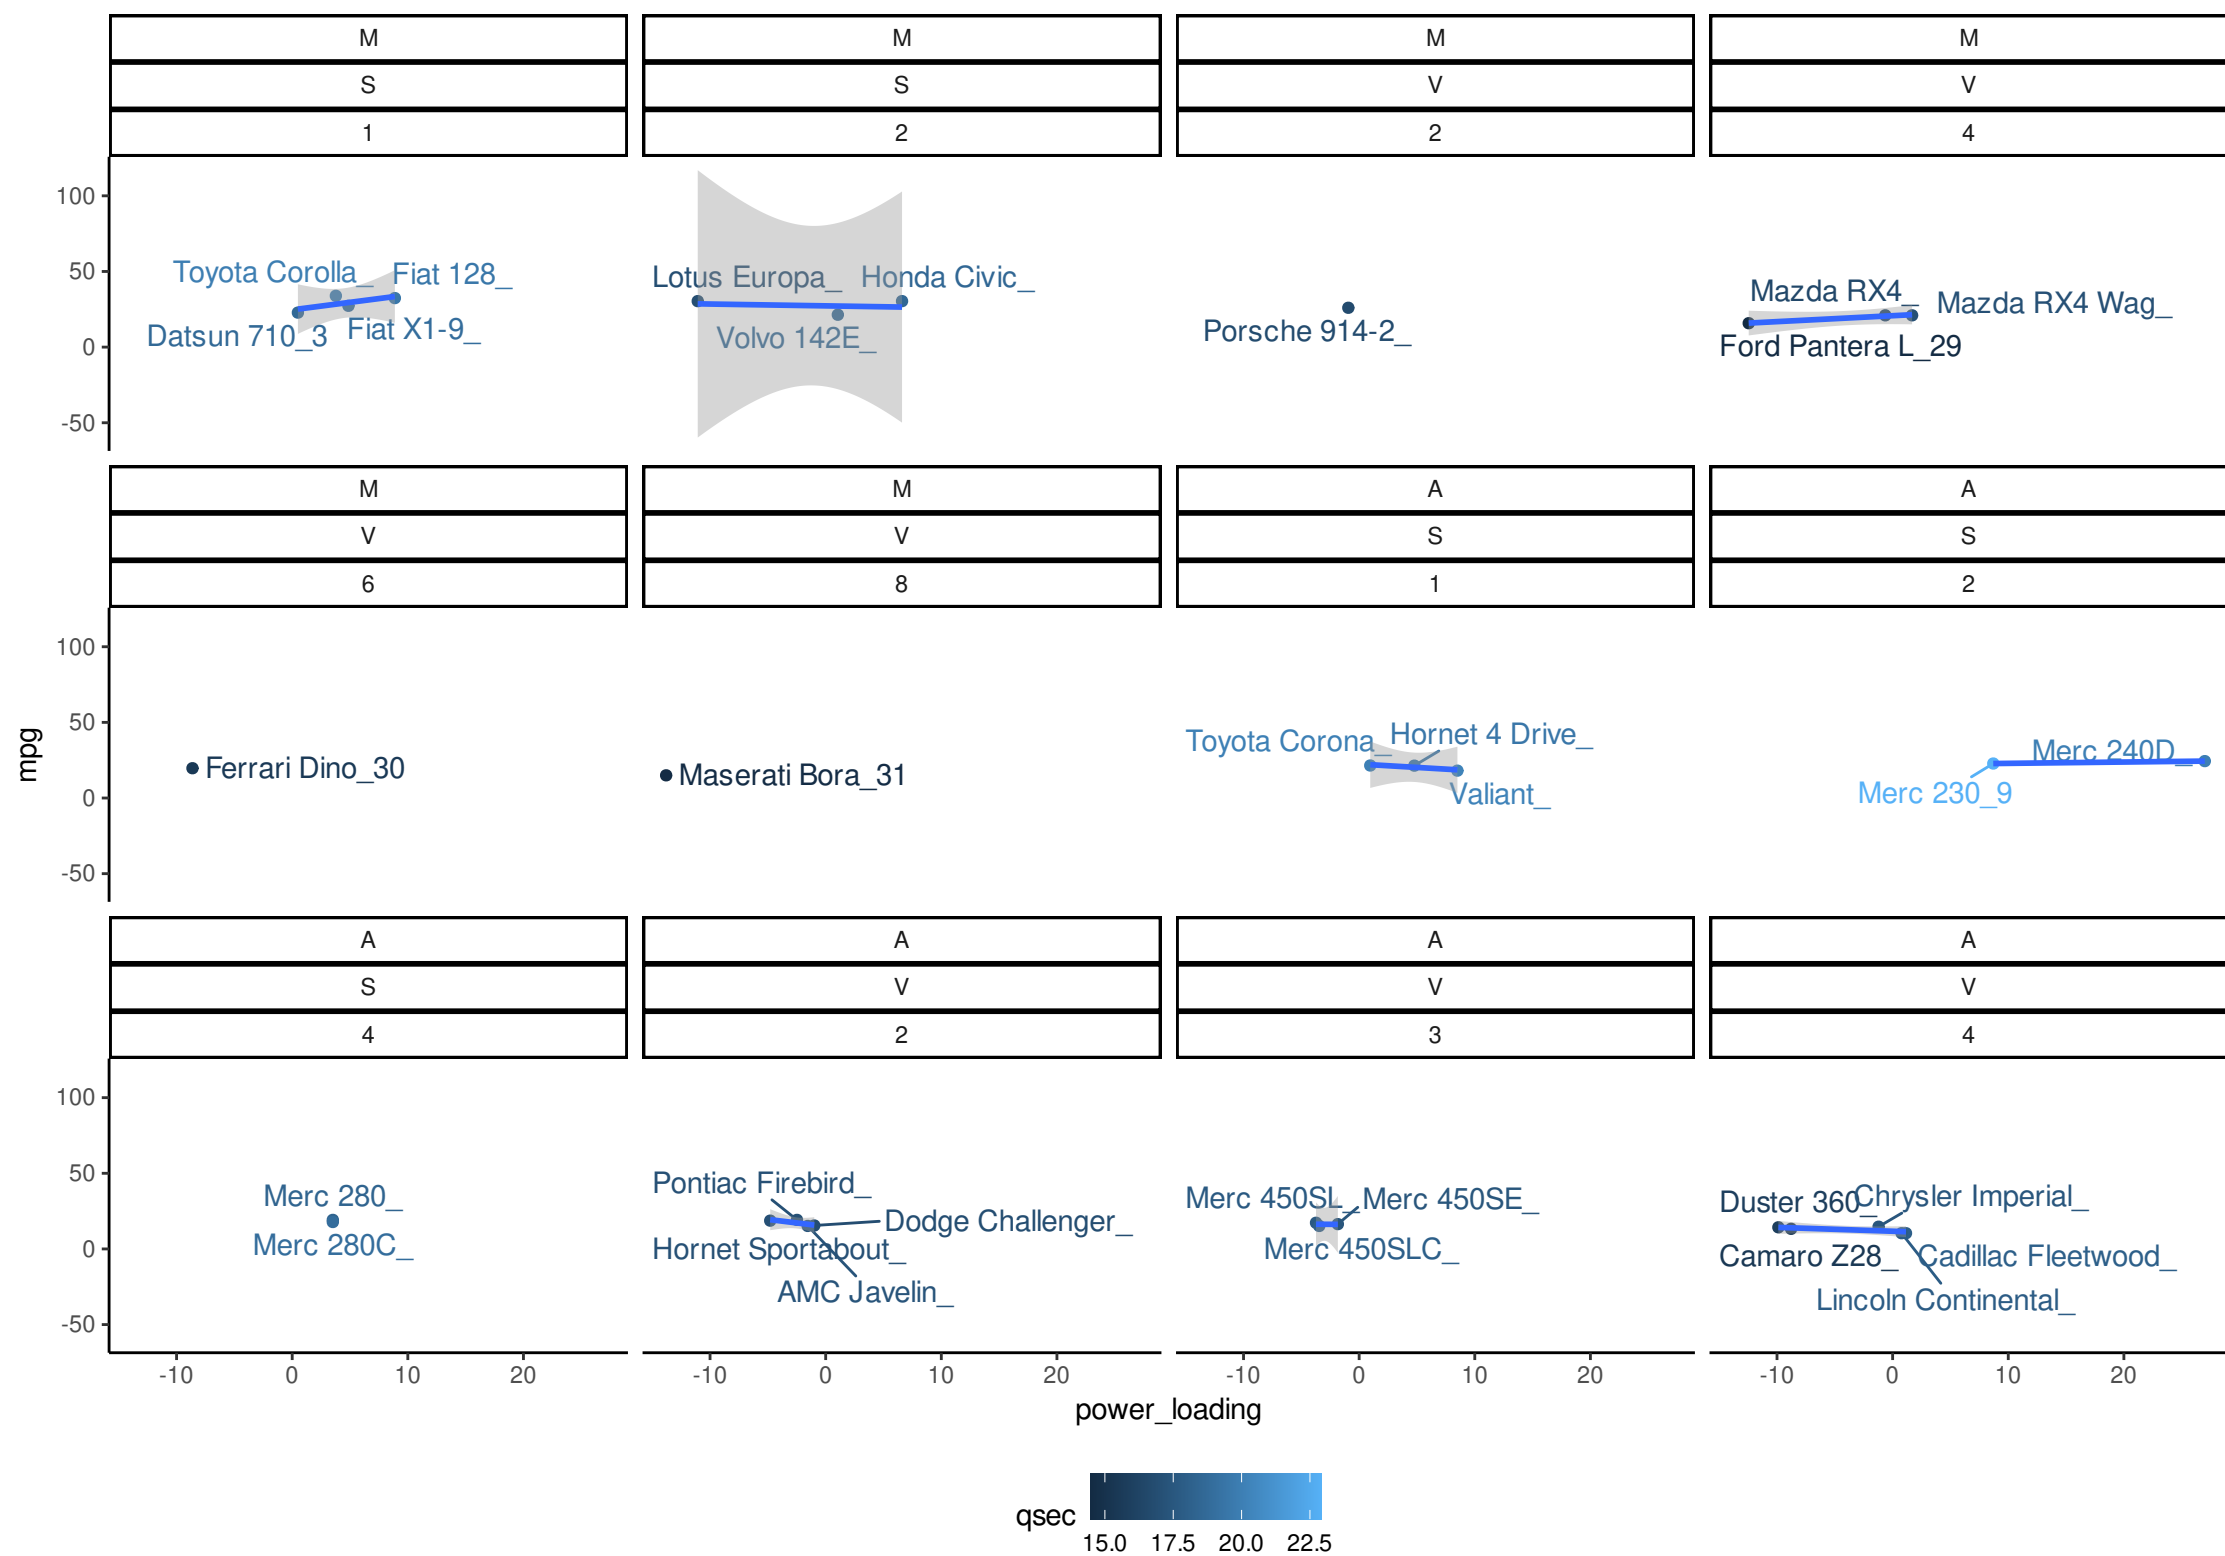 M M M M
S S V V
1 2 2 4
100
50
0
-50
Toyota Corolla_ Fiat 128_
Datsun 710_3 Fiat X1-9_
Lotus Europa_ Honda Civic_
Volvo 142E_
Porsche 914-2_
Mazda RX4_ Mazda RX4 Wag_
Ford Pantera L_29
M M A A
V V S S
6 8 1 2
mpg
100
50
0
-50
Ferrari Dino_30
Maserati Bora_31
Toyota Corona_ Hornet 4 Drive_
Valiant_
Merc 240D_
Merc 230_9
A A A A
S V V V
4 2 3 4
100
50
0
-50
Merc 280_
Merc 280C_
Pontiac Firebird_
Dodge Challenger_
Hornet Sportabout_
AMC Javelin_
Merc 450SL_ Merc 450SE_
Merc 450SLC_
Duster 360_ Chrysler Imperial_
Camaro Z28_ Cadillac Fleetwood_
Lincoln Continental_
-10 0 10 20 -10 0 10 20 -10 0 10 20 -10 0 10 20
power_loading
qsec
15.0 17.5 20.0 22.5